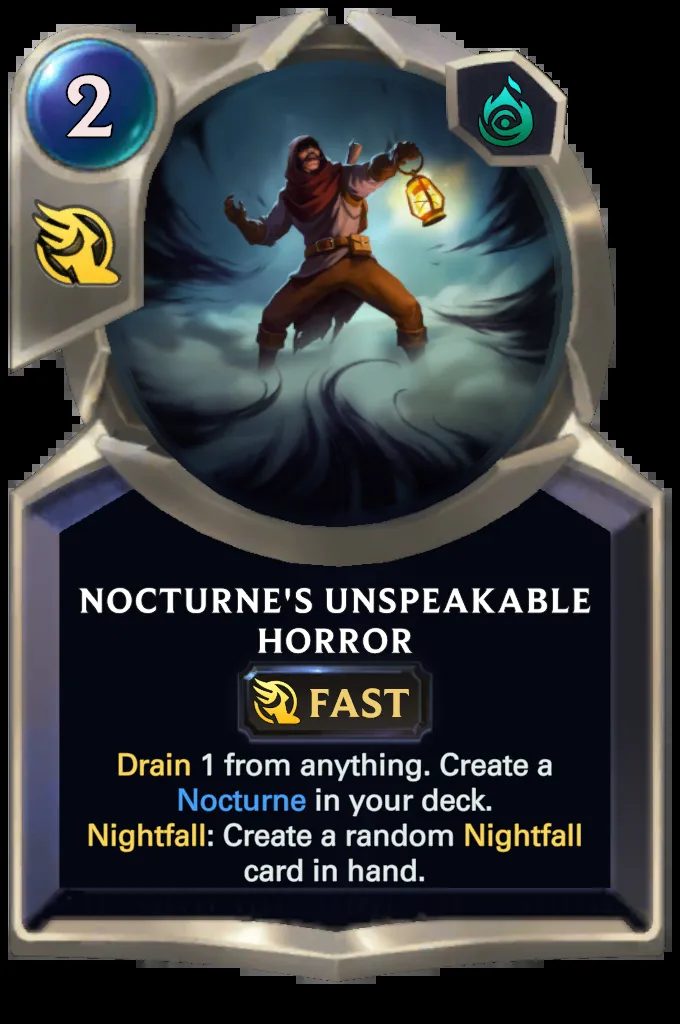 2
NOCTURNE'S UNSPEAKABLE
HORROR
FAST
Drain 1 from anything. Create a
Nocturne in your deck.
Nightfall: Create a random Nightfall
card in hand.